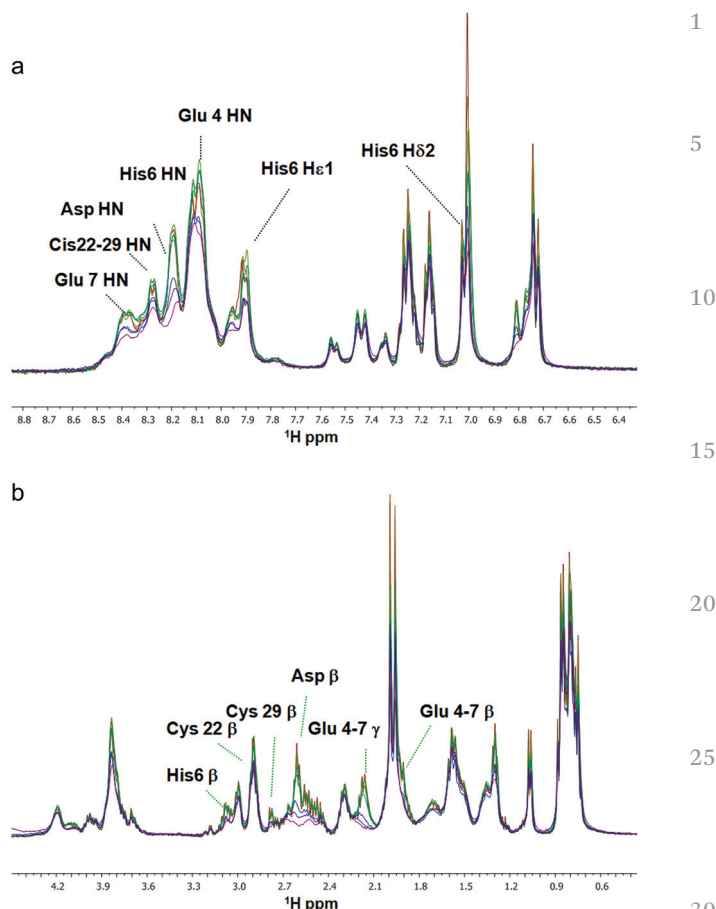 1
a
Glu 4 HN
5
His6 HN
His6 Hδ2
His6 Hε1
Asp HN
Cis22-29 HN
Glu 7 HN
10
8.8 8.7 8.6 8.5 8.4 8.3 8.2 8.1 8.0 7.9 7.8 7.7 7.6 7.5 7.4 7.3 7.2 7.1 7.0 6.9 6.8 6.7 6.6 6.5 6.4
¹H ppm
15
b
20
Asp β
Cys 29 β
Glu 4-7 β
Cys 22 β
Glu 4-7 γ
25
His6 β
4.2 3.9 3.6 3.3 3.0 2.7 2.4 2.1 1.8 1.5 1.2 0.9 0.6
¹H ppm